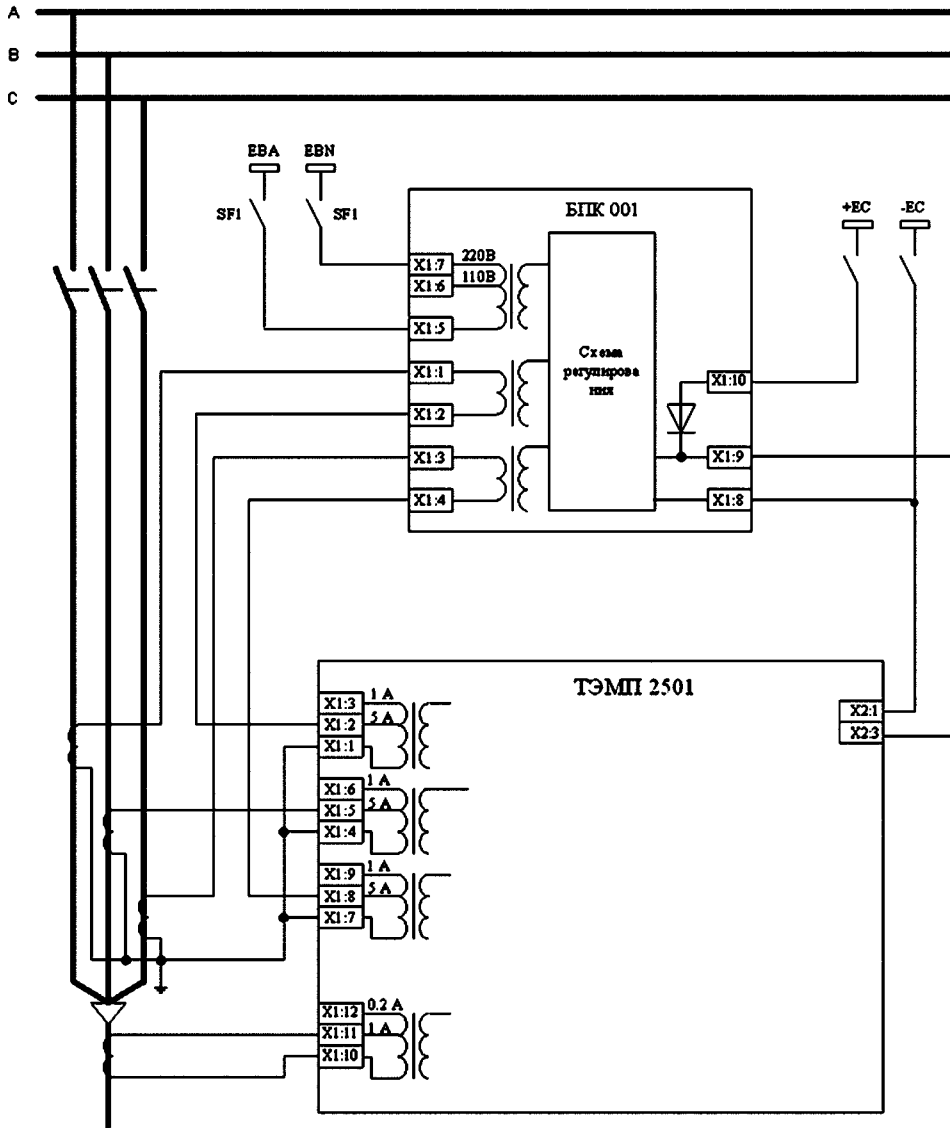 A
B
C
EBA EBN
SF1 SF1
БПК 001
+EC -EC
X1:7 220В
X1:6 110В
X1:5
X1:1
X1:2
X1:3
X1:4
Схема
регулирова
ния
X1:10
X1:9
X1:8
ТЭМП 2501
X1:3 1 А
X1:2 5 А
X1:1
X1:6 1 А
X1:5 5 А
X1:4
X1:9 1 А
X1:8 5 А
X1:7
X1:12 0.2 А
X1:11 1 А
X1:10
X2:1
X2:3